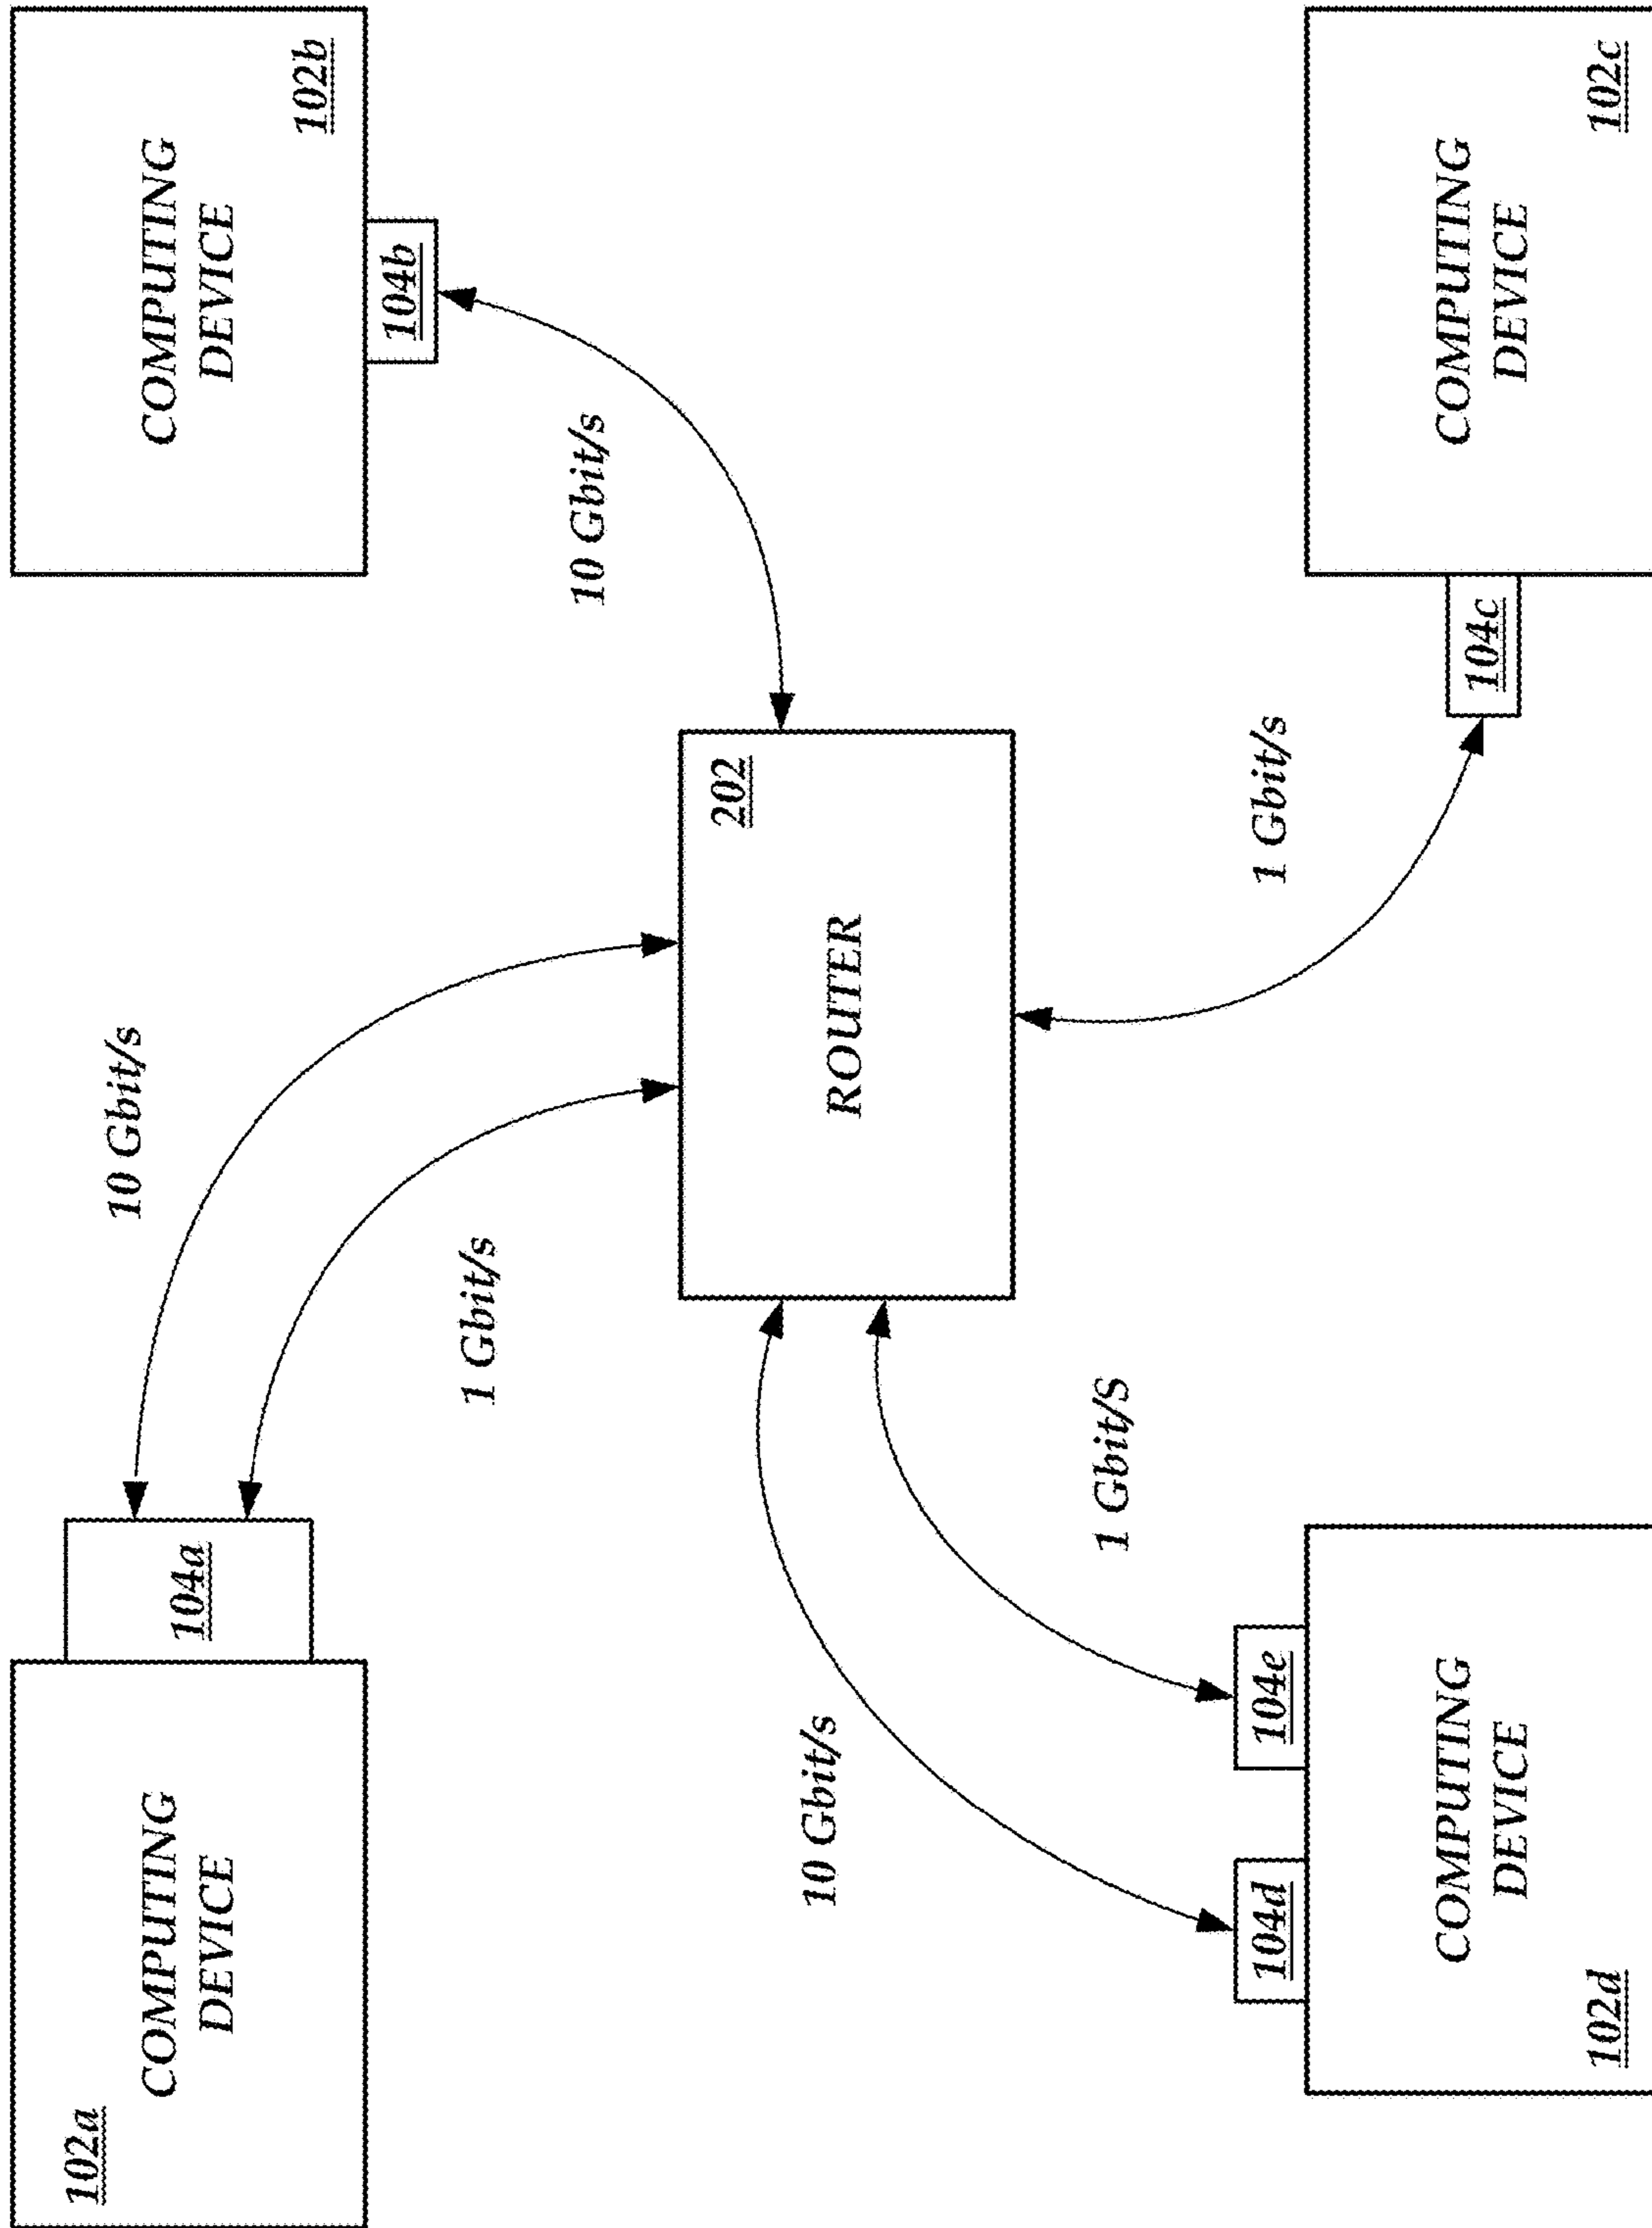 102a
COMPUTING
DEVICE
104a
10 Gbit/s
1 Gbit/s
COMPUTING
DEVICE
102b
104b
10 Gbit/s
202
ROUTER
10 Gbit/s
1 Gbit/S
1 Gbit/s
104d
104e
COMPUTING
DEVICE
102d
104c
COMPUTING
DEVICE
102c